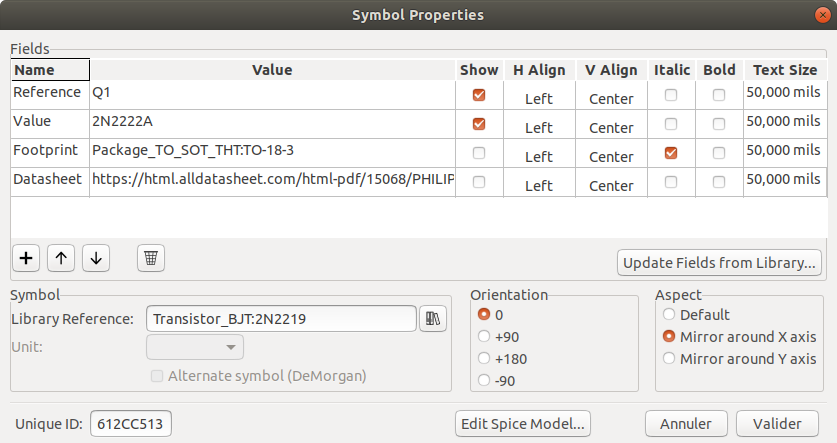 Symbol Properties
Fields
Name Value Show H Align V Align Italic Bold Text Size
Reference Q1 Left Center 50,000 mils
Value 2N2222A Left Center 50,000 mils
Footprint Package_TO_SOT_THT:TO-18-3 Left Center 50,000 mils
Datasheet https://html.alldatasheet.com/html-pdf/15068/PHILIP Left Center 50,000 mils
Update Fields from Library...
Symbol
Library Reference: Transistor_BJT:2N2219
Unit:
Alternate symbol (DeMorgan)
Orientation
0
+90
+180
-90
Aspect
Default
Mirror around X axis
Mirror around Y axis
Unique ID: 612CC513 Edit Spice Model... Annuler Valider